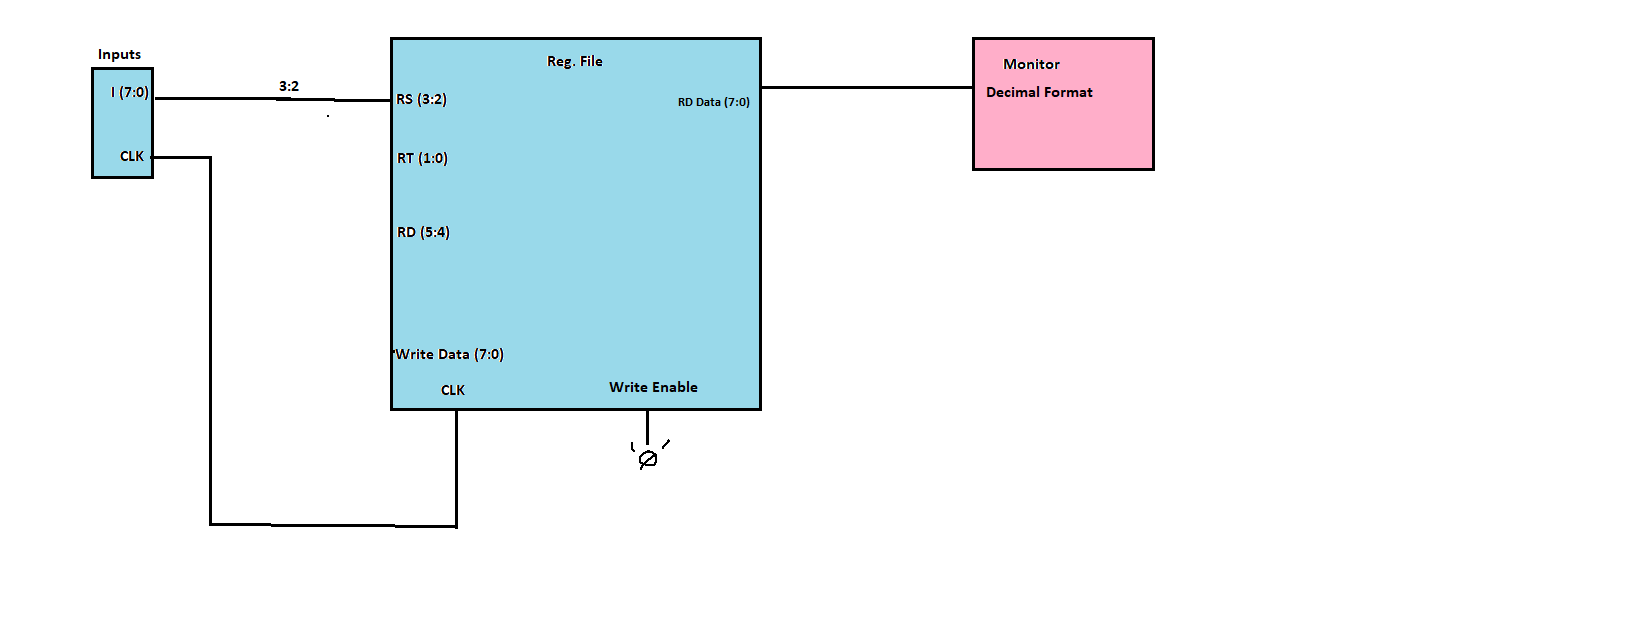 Inputs
I (7:0)
CLK
3:2
Reg. File
RS (3:2)
RD Data (7:0)
RT (1:0)
RD (5:4)
Write Data (7:0)
CLK
Write Enable
'Ø'
Monitor
Decimal Format